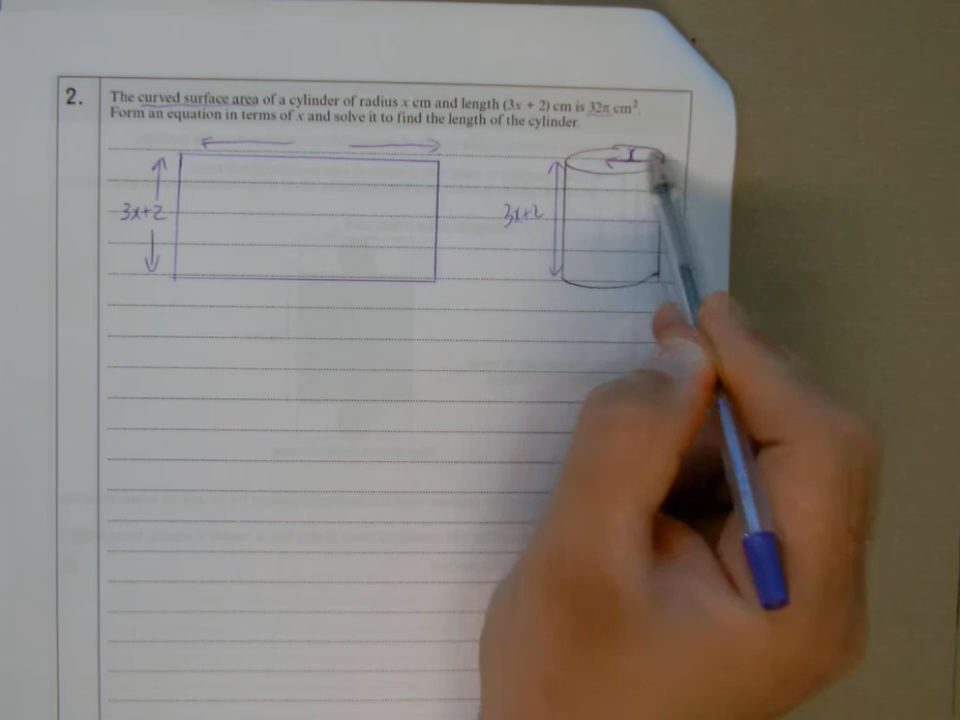 2.
The curved surface area of a cylinder of radius x cm and length (3x + 2) cm is 32π cm².
Form an equation in terms of x and solve it to find the length of the cylinder.
x
3x+2
3x+2